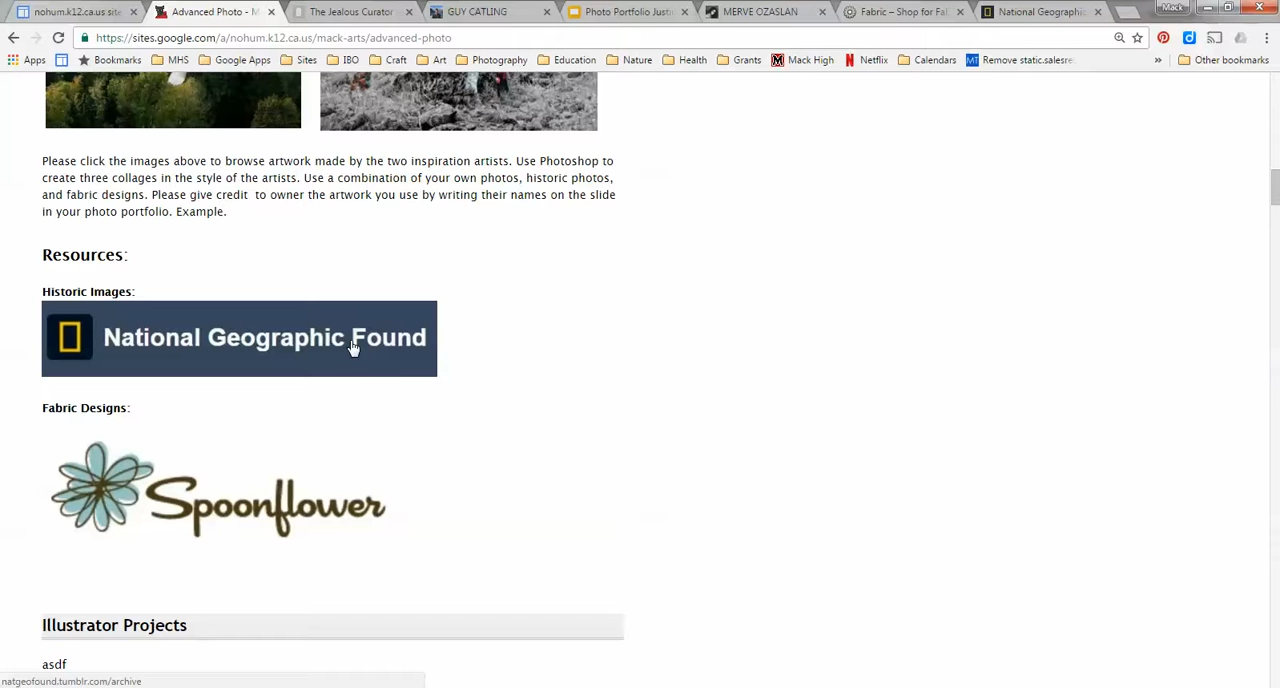 nohum.k12.ca.us site
Advanced Photo - M
The Jealous Curator
GUY CATLING
Photo Portfolio Justi
MERVE OZASLAN
Fabric – Shop for Fal
National Geographic
Mack
https://sites.google.com/a/nohum.k12.ca.us/mack-arts/advanced-photo
Apps
Bookmarks
MHS
Google Apps
Sites
IBO
Craft
Art
Photography
Education
Nature
Health
Grants
Mack High
Netflix
Calendars
Remove static.salesre
Other bookmarks
Please click the images above to browse artwork made by the two inspiration artists. Use Photoshop to
create three collages in the style of the artists. Use a combination of your own photos, historic photos,
and fabric designs. Please give credit to owner the artwork you use by writing their names on the slide
in your photo portfolio. Example.
Resources:
Historic Images:
National Geographic Found
Fabric Designs:
Spoonflower
Illustrator Projects
asdf
natgeofound.tumblr.com/archive